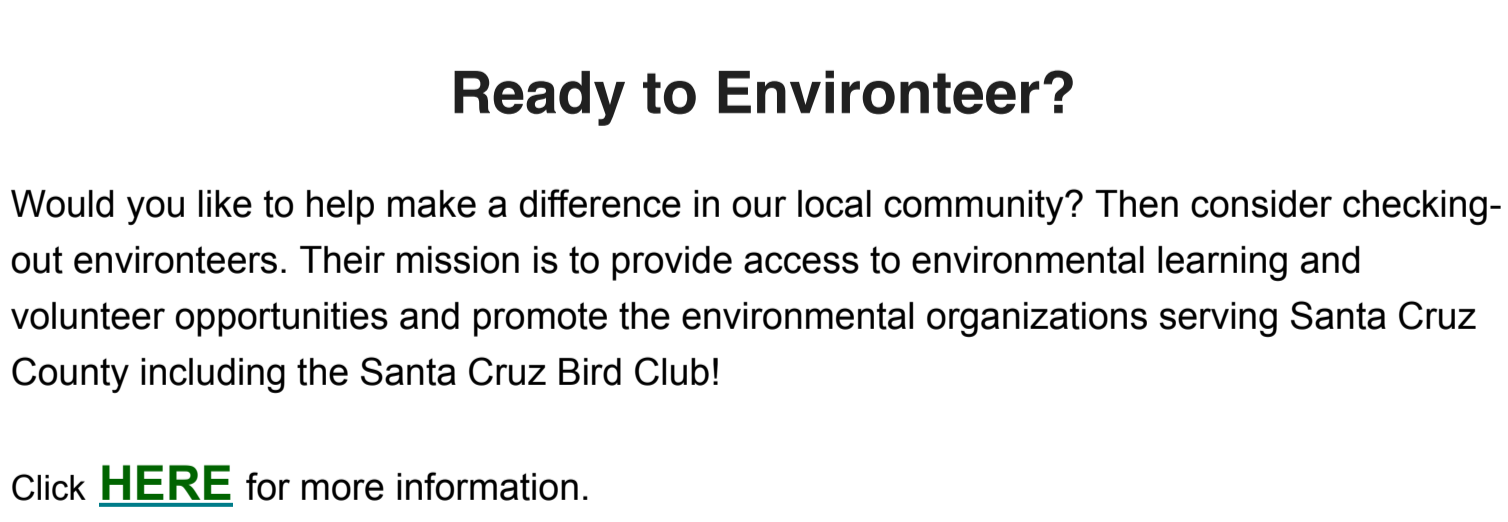 Ready to Environteer?
Would you like to help make a difference in our local community? Then consider checking-
out environteers. Their mission is to provide access to environmental learning and
volunteer opportunities and promote the environmental organizations serving Santa Cruz
County including the Santa Cruz Bird Club!
Click HERE for more information.